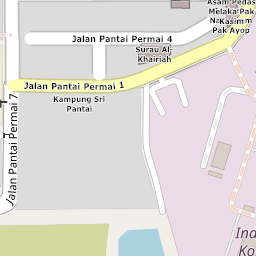 Asam Pedas
Melaka Pak
Kasim
Pak Ayop
Jalan Pantai Permai 4
Surau Al-
Khairiah
Jalan Pantai Permai 1
Kampung Sri
Pantai
Jalan Pantai Permai 7
Ind
Ko